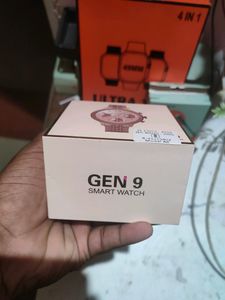 4 IN 1
ULTRA
GEN 9
SMART WATCH